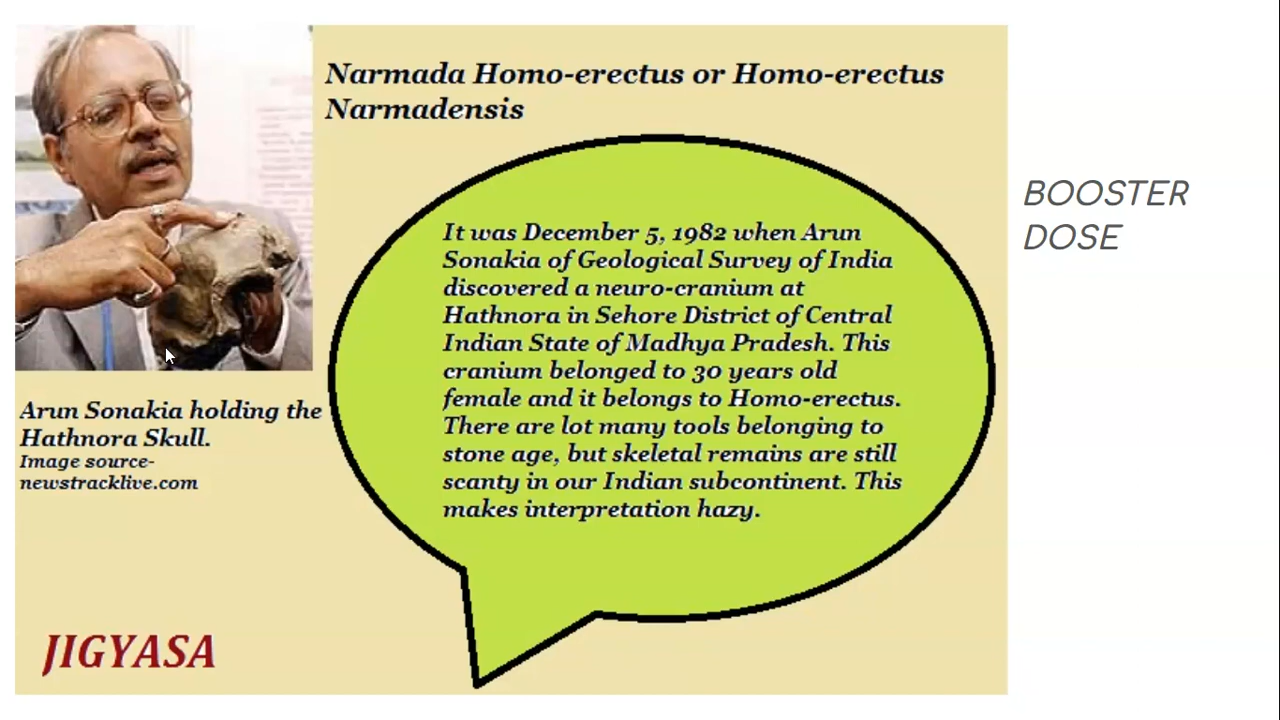 Narmada Homo-erectus or Homo-erectus
Narmadensis
It was December 5, 1982 when Arun
Sonakia of Geological Survey of India
discovered a neuro-cranium at
Hathnora in Sehore District of Central
Indian State of Madhya Pradesh. This
cranium belonged to 30 years old
female and it belongs to Homo-erectus.
There are lot many tools belonging to
stone age, but skeletal remains are still
scanty in our Indian subcontinent. This
makes interpretation hazy.
Arun Sonakia holding the
Hathnora Skull.
Image source-
newstracklive.com
JIGYASA
BOOSTER
DOSE